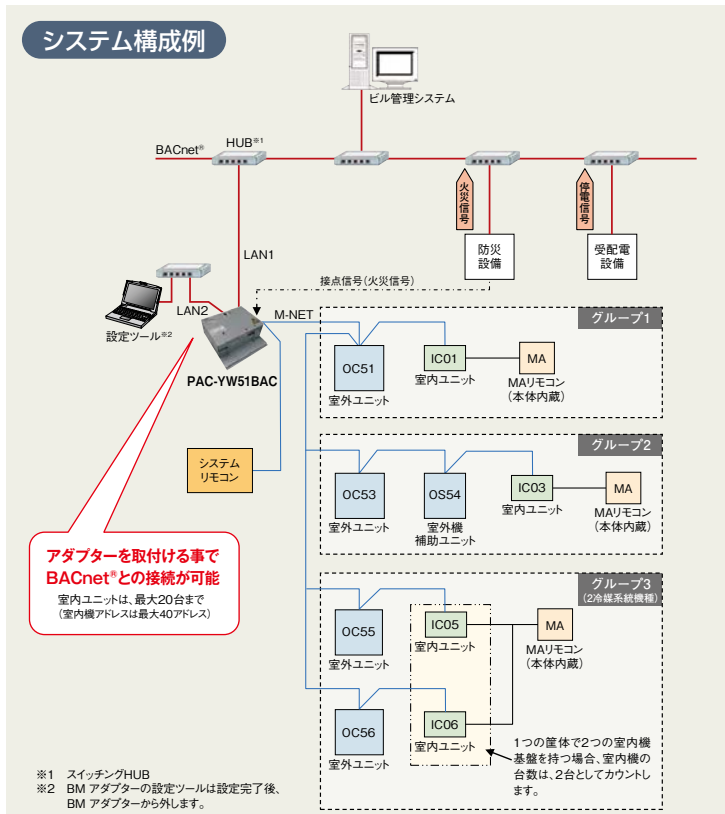 システム構成例
ビル管理システム
BACnet®
HUB※1
火災信号
停電信号
防災
設備
受配電
設備
LAN1
接点信号(火災信号)
LAN2
M-NET
設定ツール※2
PAC-YW51BAC
グループ1
OC51
室外ユニット
IC01
室内ユニット
MA
MAリモコン
(本体内蔵)
システム
リモコン
グループ2
OC53
室外ユニット
OS54
室外機
補助ユニット
IC03
室内ユニット
MA
MAリモコン
(本体内蔵)
アダプターを取付ける事で
BACnet®との接続が可能
室内ユニットは、最大20台まで
(室内機アドレスは最大40アドレス)
グループ3
(2冷媒系統機種)
OC55
室外ユニット
IC05
室内ユニット
MA
MAリモコン
(本体内蔵)
OC56
室外ユニット
IC06
室内ユニット
1つの筐体で2つの室内機
基盤を持つ場合、室内機の
台数は、2台としてカウントし
ます。
※1 スイッチングHUB
※2 BM アダプターの設定ツールは設定完了後、
BM アダプターから外します。